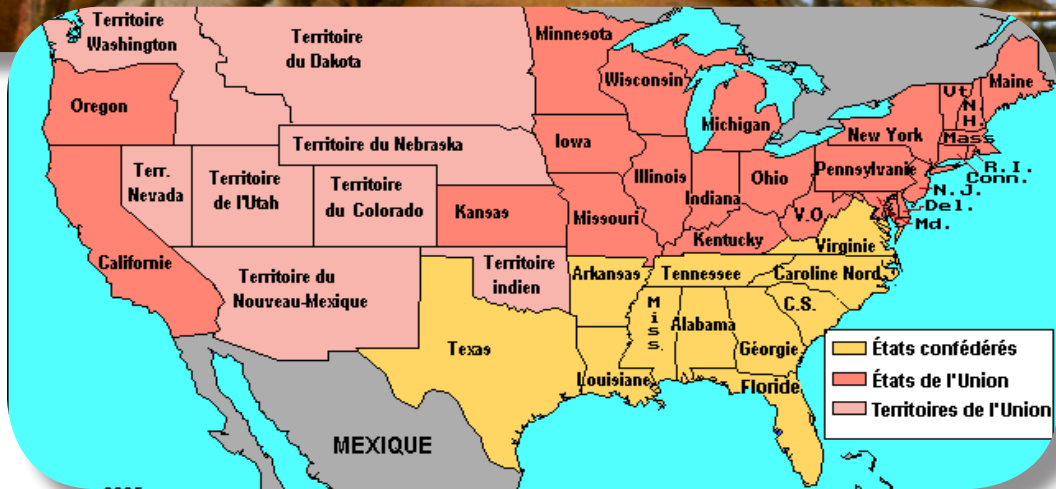 Territoire
Washington
Territoire
du Dakota
Minnesota
Wisconsin
Maine
Vt
N.
H.
Oregon
Michigan
New York
Mass
Iowa
Territoire du Nebraska
Terr.
Nevada
Territoire
de l'Utah
Territoire
du Colorado
Illinois
Indiana
Ohio
Pennsylvanie
R.I.
Conn.
N.J.
Del.
Md.
Kansas
Missouri
V.O.
Kentucky
Virginie
Californie
Territoire du
Nouveau-Mexique
Territoire
indien
Arkansas
Tennessee
Caroline Nord
C.S.
Miss.
Alabama
Géorgie
Texas
Louisiane
Floride
États confédérés
États de l'Union
Territoires de l'Union
MEXIQUE